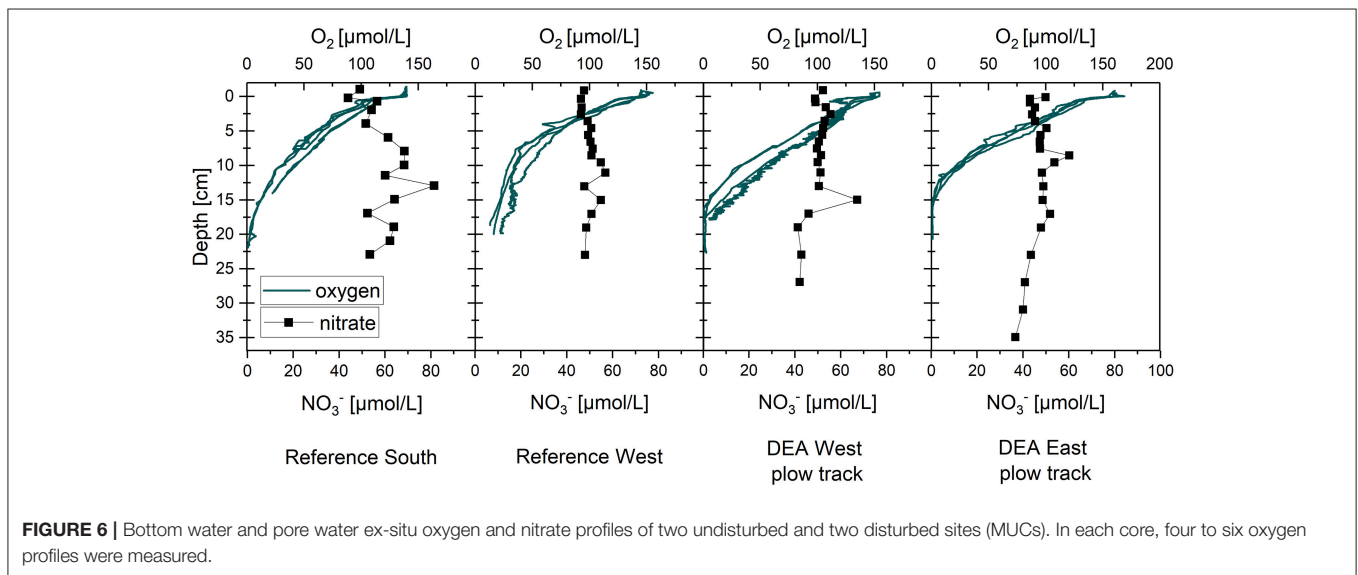 O₂ [µmol/L] O₂ [µmol/L] O₂ [µmol/L] O₂ [µmol/L]
0 50 100 150 0 50 100 150 0 50 100 150 0 50 100 150 200
Depth [cm]
0
5
10
15
20
25
30
35
oxygen
nitrate
0 20 40 60 80 0 20 40 60 80 0 20 40 60 80 0 20 40 60 80 100
NO₃⁻ [µmol/L] NO₃⁻ [µmol/L] NO₃⁻ [µmol/L] NO₃⁻ [µmol/L]
Reference South
Reference West
DEA West
plow track
DEA East
plow track
FIGURE 6 | Bottom water and pore water ex-situ oxygen and nitrate profiles of two undisturbed and two disturbed sites (MUCs). In each core, four to six oxygen
profiles were measured.